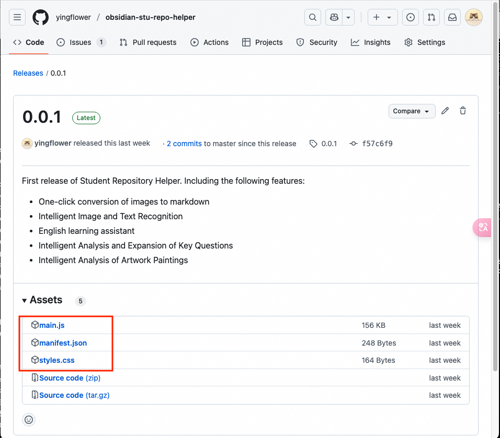 yingflower / obsidian-stu-repo-helper
Code Issues 1 Pull requests Actions Projects Security Insights Settings
Releases / 0.0.1
0.0.1 Latest Compare
yingflower released this last week · 2 commits to master since this release 0.0.1 f57c6f9
First release of Student Repository Helper. Including the following features:
• One-click conversion of images to markdown
• Intelligent Image and Text Recognition
• English learning assistant
• Intelligent Analysis and Expansion of Key Questions
• Intelligent Analysis of Artwork Paintings
Assets 5
main.js 156 KB last week
manifest.json 248 Bytes last week
styles.css 164 Bytes last week
Source code (zip) last week
Source code (tar.gz) last week